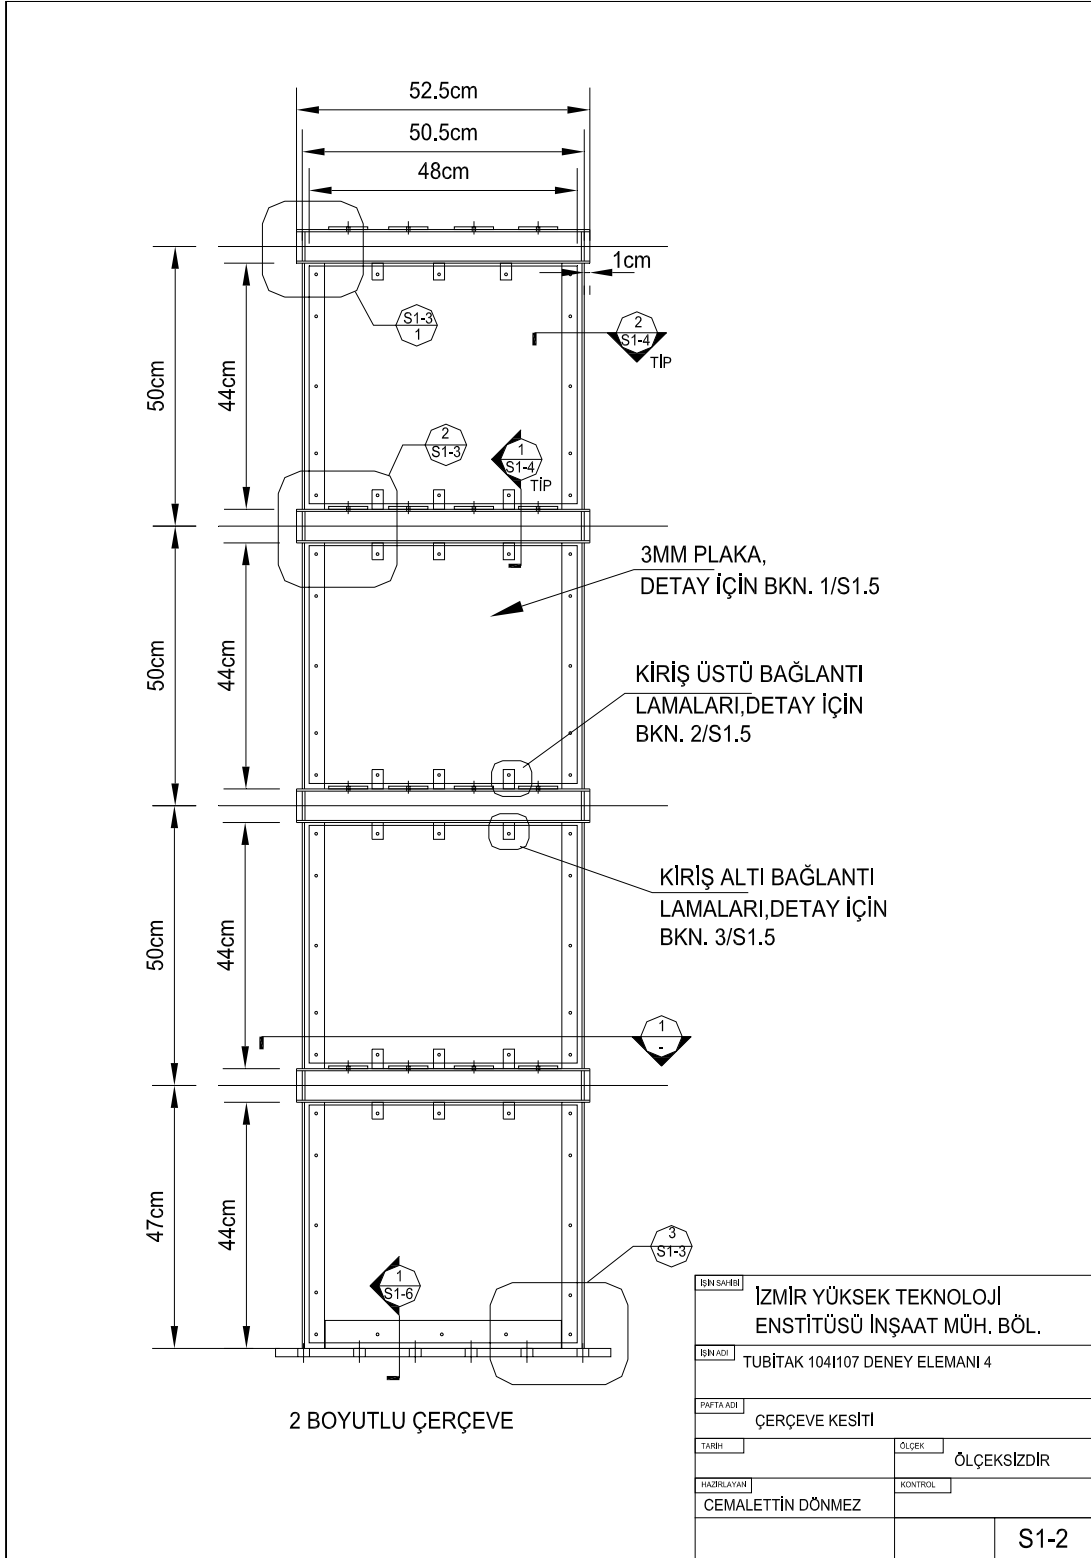 52.5cm
50.5cm
48cm
1cm
S1-3
1
2
S1-4
TİP
50cm
44cm
2
S1-3
1
S1-4
TİP
3MM PLAKA,
DETAY İÇİN BKN. 1/S1.5
50cm
44cm
KİRİŞ ÜSTÜ BAĞLANTI
LAMALARI,DETAY İÇİN
BKN. 2/S1.5
KİRİŞ ALTI BAĞLANTI
LAMALARI,DETAY İÇİN
BKN. 3/S1.5
50cm
44cm
1
-
47cm
44cm
3
S1-3
1
S1-6
2 BOYUTLU ÇERÇEVE
İŞİN SAHİBİ
İZMİR YÜKSEK TEKNOLOJİ
ENSTİTÜSÜ İNŞAAT MÜH. BÖL.
İŞİN ADI
TUBİTAK 104I107 DENEY ELEMANI 4
PAFTA ADI
ÇERÇEVE KESİTİ
TARİH
ÖLÇEK
ÖLÇEKSİZDİR
HAZIRLAYAN
CEMALETTİN DÖNMEZ
KONTROL
S1-2